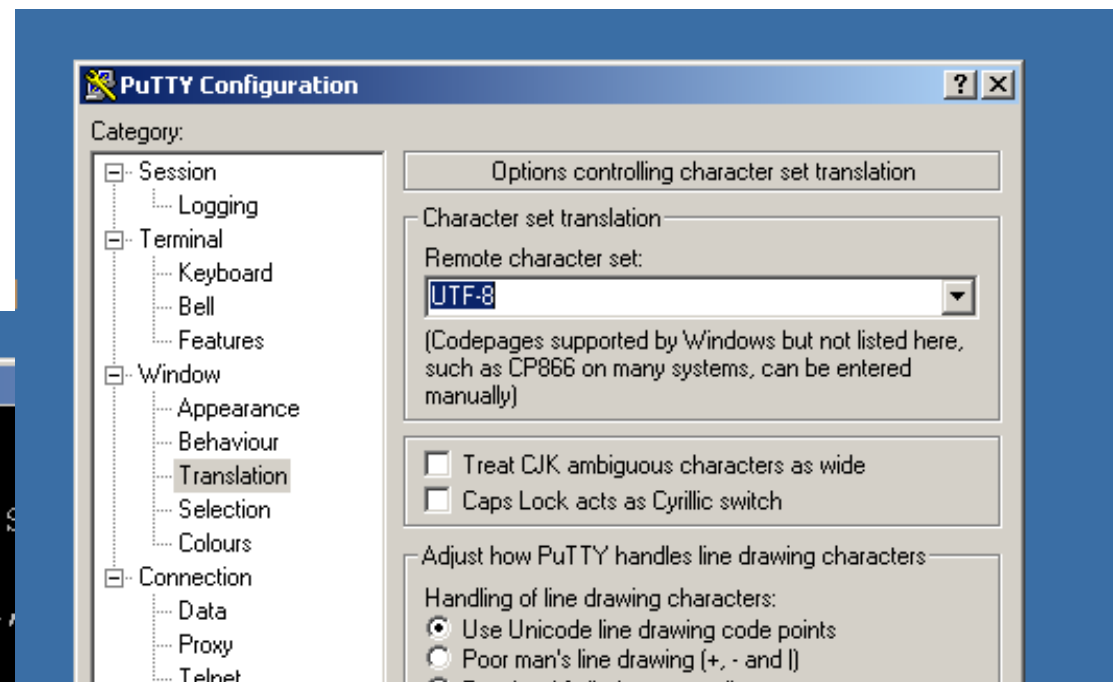 PuTTY Configuration
Category:
Session
Logging
Terminal
Keyboard
Bell
Features
Window
Appearance
Behaviour
Translation
Selection
Colours
Connection
Data
Proxy
Telnet
Options controlling character set translation
Character set translation
Remote character set:
UTF-8
(Codepages supported by Windows but not listed here,
such as CP866 on many systems, can be entered
manually)
Treat CJK ambiguous characters as wide
Caps Lock acts as Cyrillic switch
Adjust how PuTTY handles line drawing characters
Handling of line drawing characters:
Use Unicode line drawing code points
Poor man's line drawing (+, - and |)